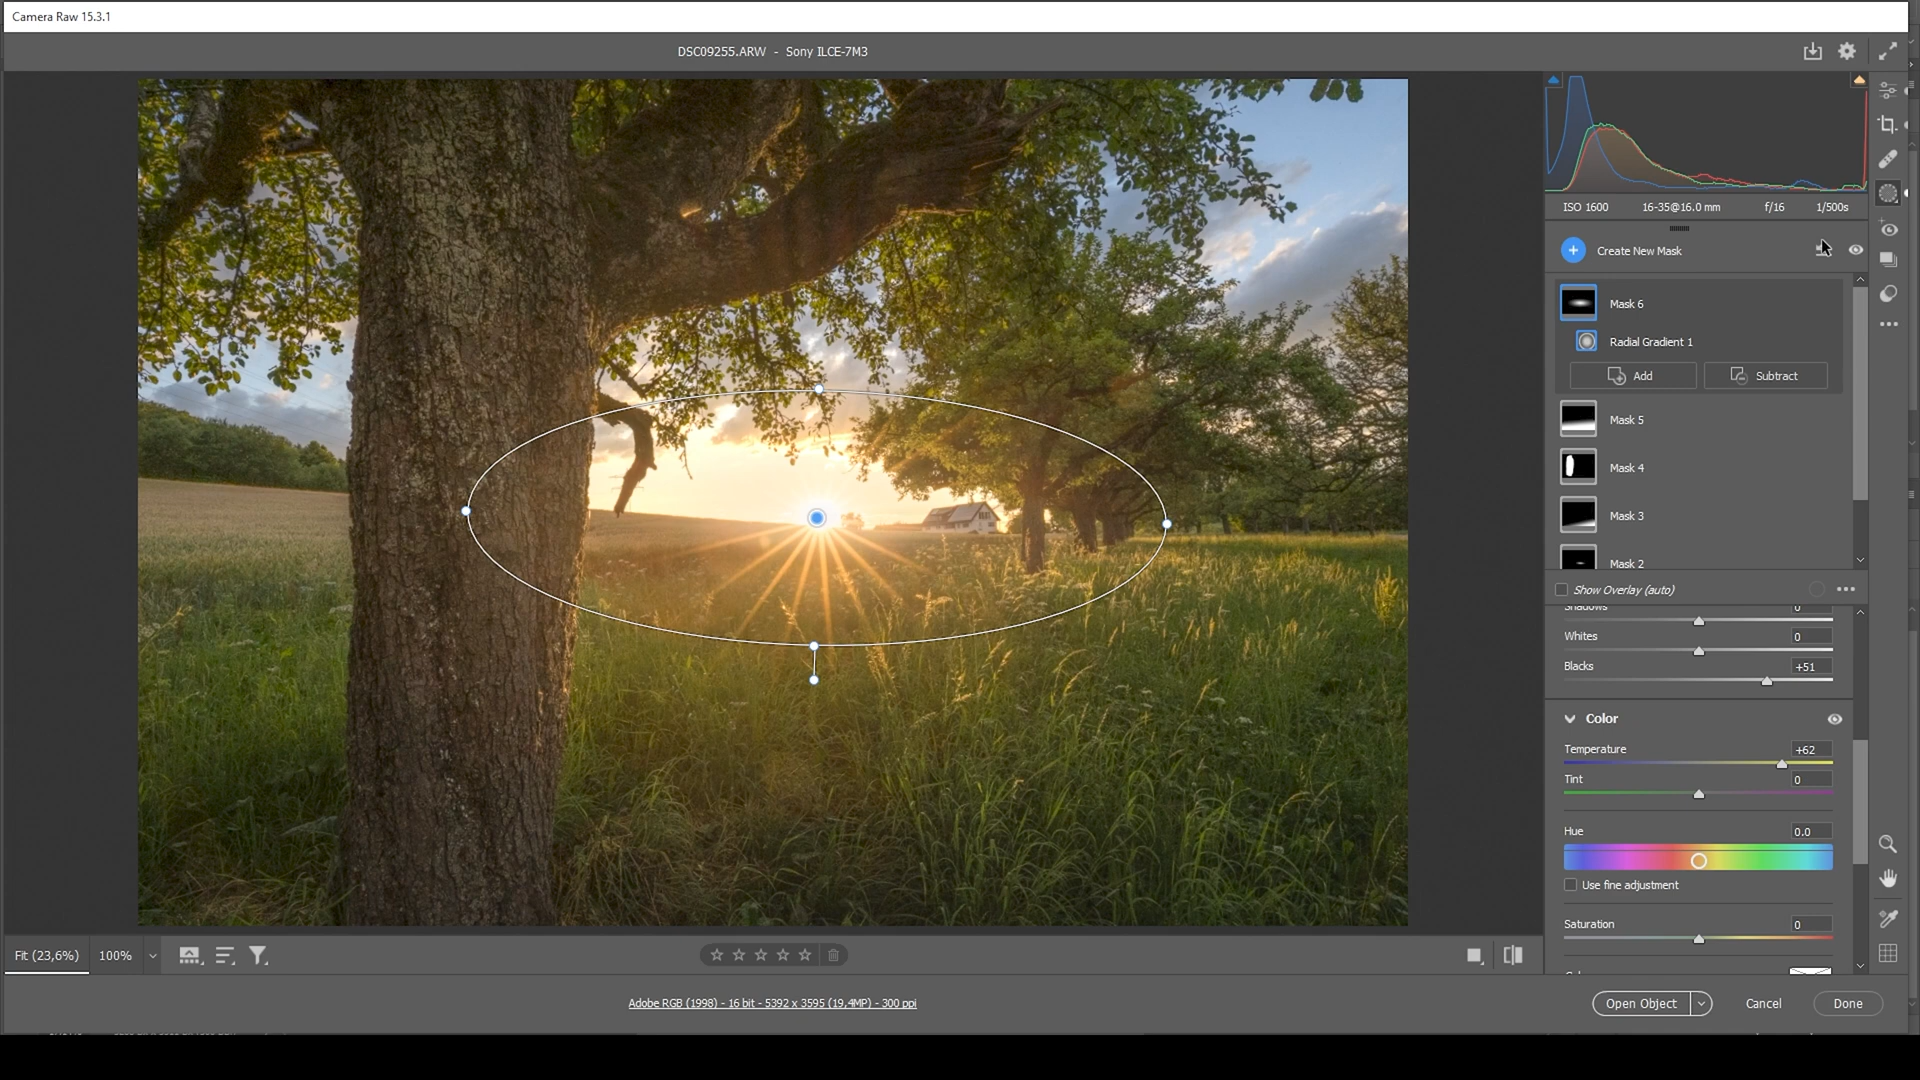 Camera Raw 15.3.1
DSC09255.ARW - Sony ILCE-7M3
ISO 1600 16-35@16.0 mm f/16 1/500s
Create New Mask
Mask 6
Radial Gradient 1
Add Subtract
Mask 5
Mask 4
Mask 3
Mask 2
Show Overlay (auto)
Shadows 0
Whites 0
Blacks +51
Color
Temperature +62
Tint 0
Hue 0.0
Use fine adjustment
Saturation 0
Fit (23,6%) 100%
Adobe RGB (1998) - 16 bit - 5392 x 3595 (19,4MP) - 300 ppi
Open Object Cancel Done